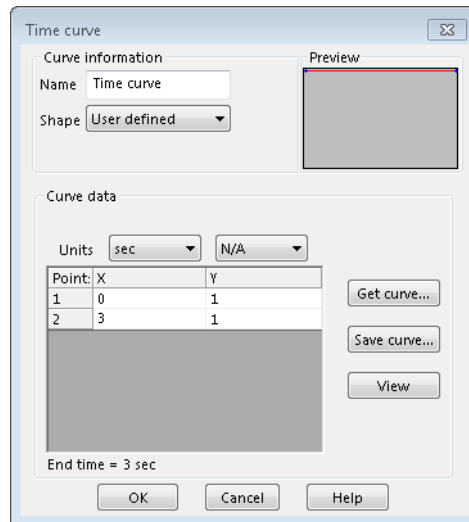 Time curve
Curve information
Name Time curve
Shape User defined
Preview
Curve data
Units sec N/A
Point: X Y
1 0 1
2 3 1
Get curve...
Save curve...
View
End time = 3 sec
OK Cancel Help